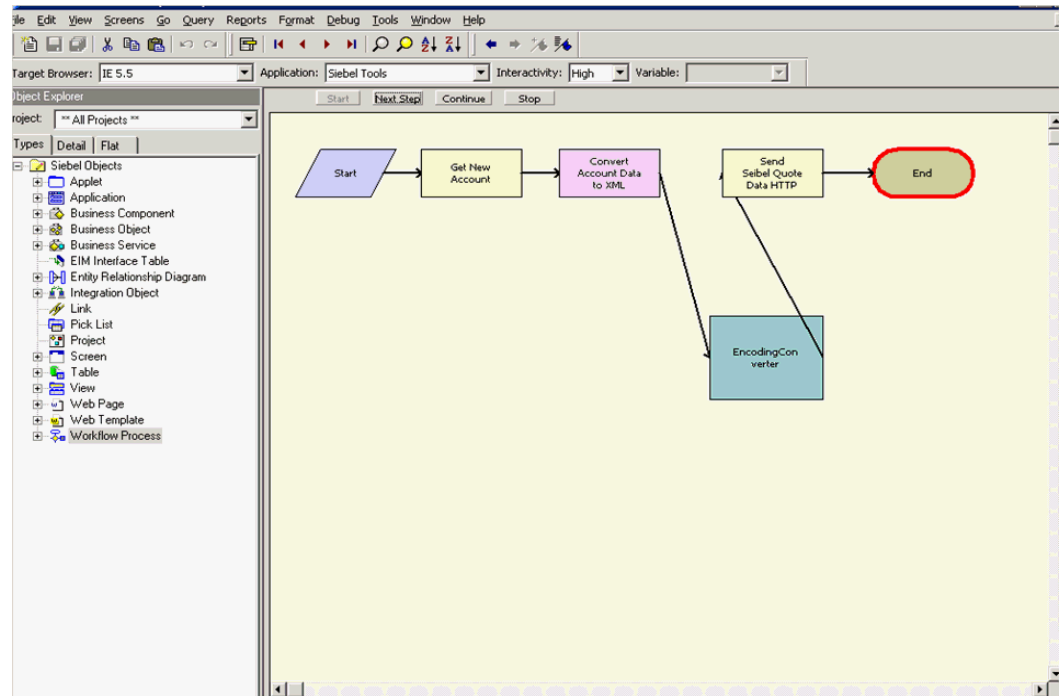 ile Edit View Screens Go Query Reports Format Debug Tools Window Help
Target Browser: IE 5.5 Application: Siebel Tools Interactivity: High Variable:
Object Explorer
roject: ** All Projects **
Types Detail Flat
Siebel Objects
Applet
Application
Business Component
Business Object
Business Service
EIM Interface Table
Entity Relationship Diagram
Integration Object
Link
Pick List
Project
Screen
Table
View
Web Page
Web Template
Workflow Process
Start Next Step Continue Stop
Start
Get New
Account
Convert
Account Data
to XML
Send
Seibel Quote
Data HTTP
End
EncodingCon
verter